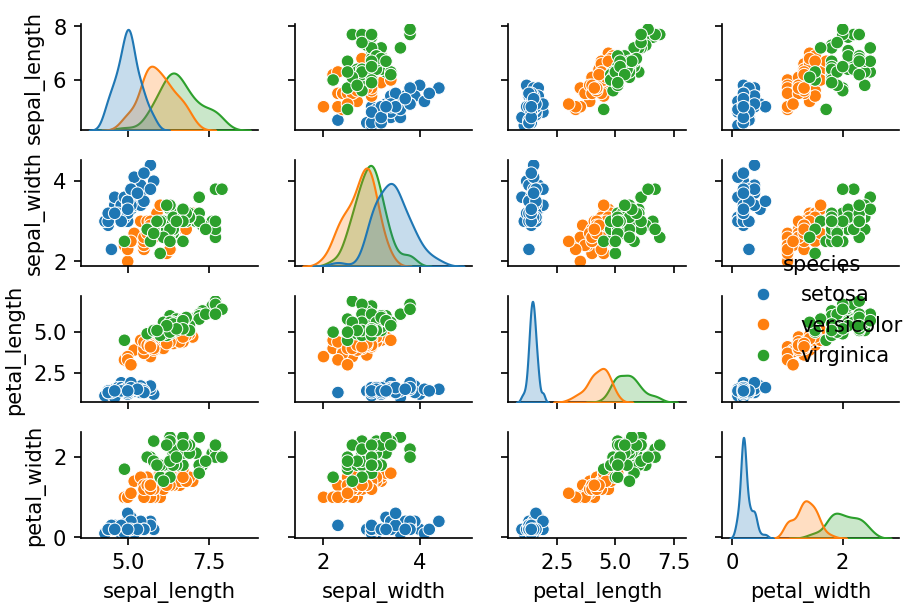 sepal_length
8
6
sepal_width
4
2
species
setosa
versicolor
virginica
petal_length
5.0
2.5
petal_width
2
0
5.0 7.5 2 4 2.5 5.0 7.5 0 2
sepal_length sepal_width petal_length petal_width